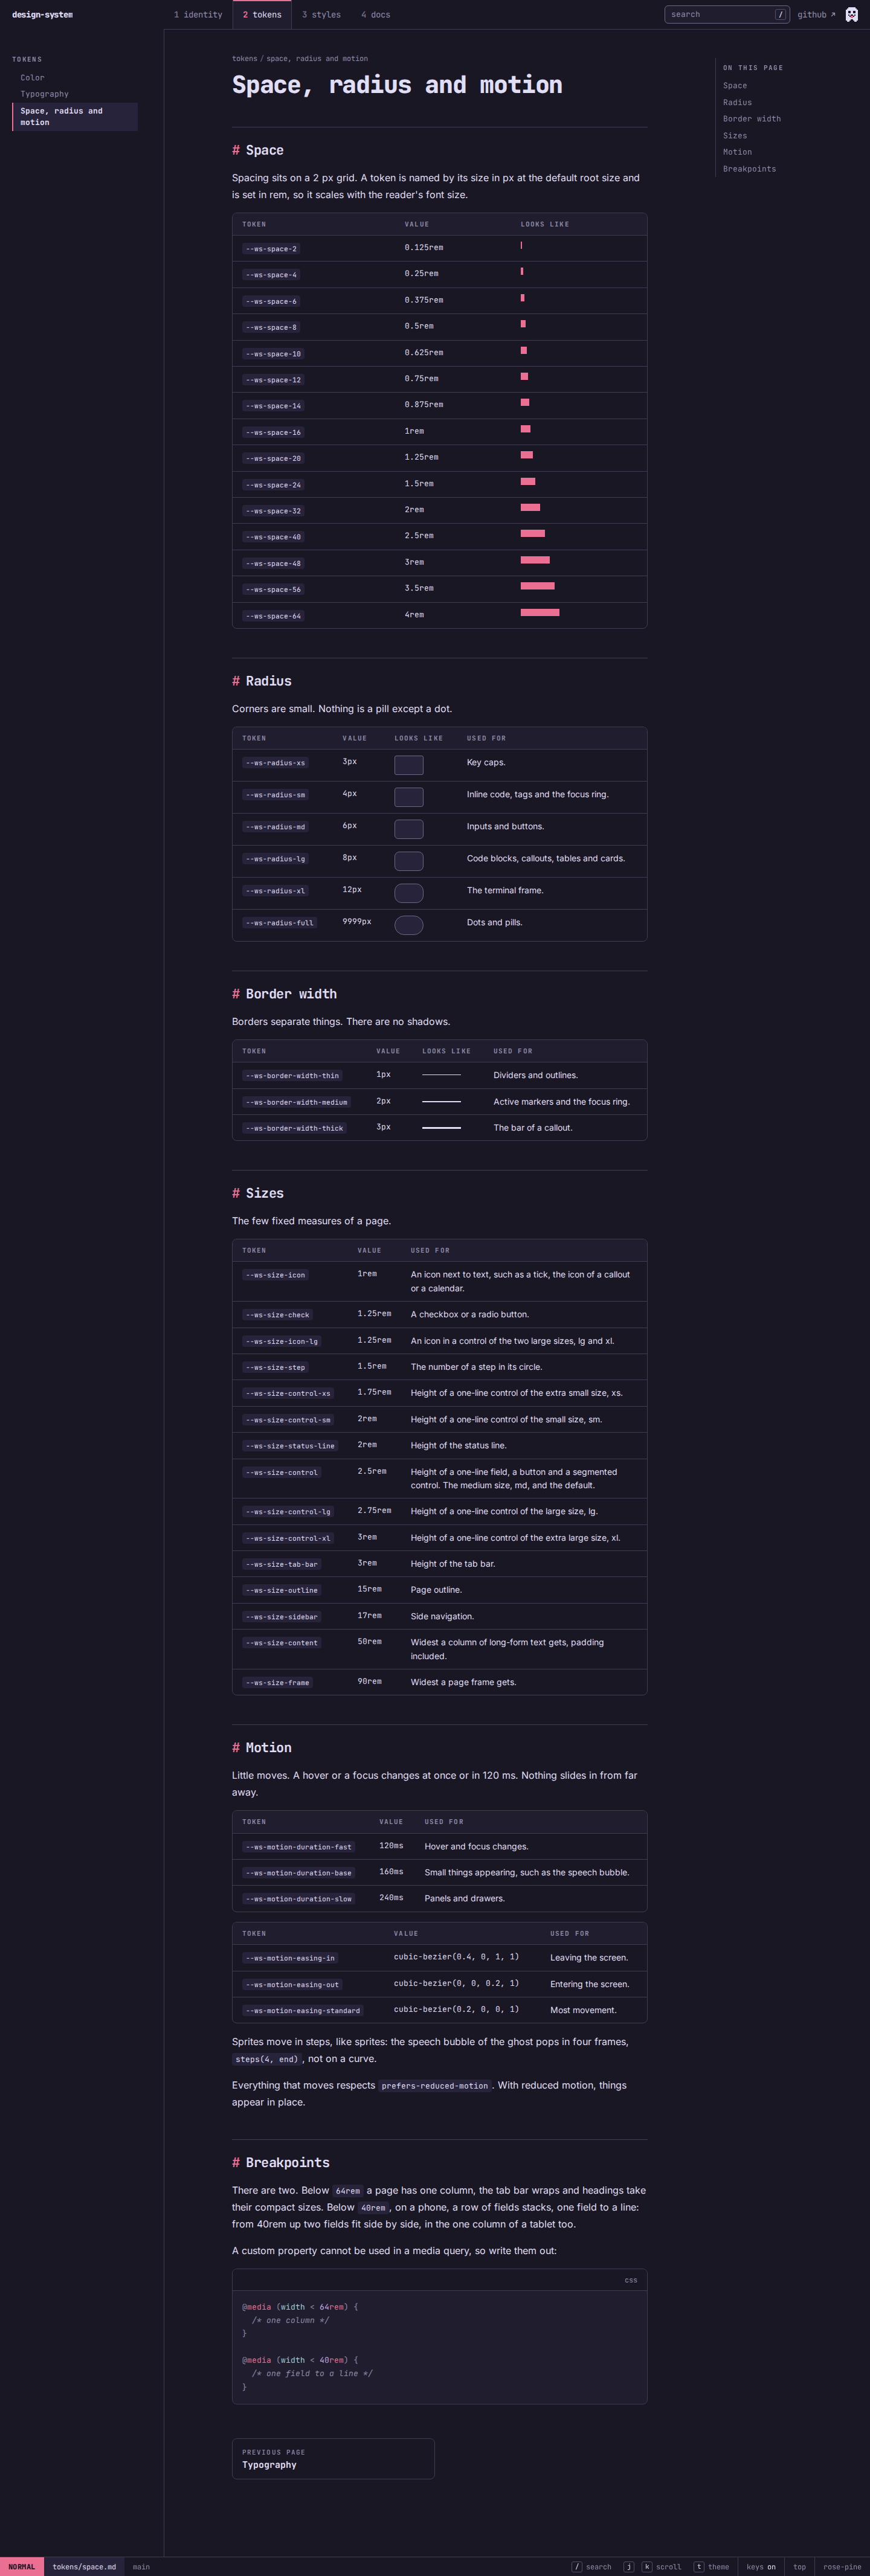 design-system
1 identity
2 tokens
3 styles
4 docs
search
/
github ↗
TOKENS
Color
Typography
Space, radius and
motion
tokens / space, radius and motion
Space, radius and motion
ON THIS PAGE
Space
Radius
Border width
Sizes
Motion
Breakpoints
# Space
Spacing sits on a 2 px grid. A token is named by its size in px at the default root size and
is set in rem, so it scales with the reader's font size.
TOKEN VALUE LOOKS LIKE
--ws-space-2 0.125rem
--ws-space-4 0.25rem
--ws-space-6 0.375rem
--ws-space-8 0.5rem
--ws-space-10 0.625rem
--ws-space-12 0.75rem
--ws-space-14 0.875rem
--ws-space-16 1rem
--ws-space-20 1.25rem
--ws-space-24 1.5rem
--ws-space-32 2rem
--ws-space-40 2.5rem
--ws-space-48 3rem
--ws-space-56 3.5rem
--ws-space-64 4rem
# Radius
Corners are small. Nothing is a pill except a dot.
TOKEN VALUE LOOKS LIKE USED FOR
--ws-radius-xs 3px Key caps.
--ws-radius-sm 4px Inline code, tags and the focus ring.
--ws-radius-md 6px Inputs and buttons.
--ws-radius-lg 8px Code blocks, callouts, tables and cards.
--ws-radius-xl 12px The terminal frame.
--ws-radius-full 9999px Dots and pills.
# Border width
Borders separate things. There are no shadows.
TOKEN VALUE LOOKS LIKE USED FOR
--ws-border-width-thin 1px Dividers and outlines.
--ws-border-width-medium 2px Active markers and the focus ring.
--ws-border-width-thick 3px The bar of a callout.
# Sizes
The few fixed measures of a page.
TOKEN VALUE USED FOR
--ws-size-icon 1rem An icon next to text, such as a tick, the icon of a callout
or a calendar.
--ws-size-check 1.25rem A checkbox or a radio button.
--ws-size-icon-lg 1.25rem An icon in a control of the two large sizes, lg and xl.
--ws-size-step 1.5rem The number of a step in its circle.
--ws-size-control-xs 1.75rem Height of a one-line control of the extra small size, xs.
--ws-size-control-sm 2rem Height of a one-line control of the small size, sm.
--ws-size-status-line 2rem Height of the status line.
--ws-size-control 2.5rem Height of a one-line field, a button and a segmented
control. The medium size, md, and the default.
--ws-size-control-lg 2.75rem Height of a one-line control of the large size, lg.
--ws-size-control-xl 3rem Height of a one-line control of the extra large size, xl.
--ws-size-tab-bar 3rem Height of the tab bar.
--ws-size-outline 15rem Page outline.
--ws-size-sidebar 17rem Side navigation.
--ws-size-content 50rem Widest a column of long-form text gets, padding
included.
--ws-size-frame 90rem Widest a page frame gets.
# Motion
Little moves. A hover or a focus changes at once or in 120 ms. Nothing slides in from far
away.
TOKEN VALUE USED FOR
--ws-motion-duration-fast 120ms Hover and focus changes.
--ws-motion-duration-base 160ms Small things appearing, such as the speech bubble.
--ws-motion-duration-slow 240ms Panels and drawers.
TOKEN VALUE USED FOR
--ws-motion-easing-in cubic-bezier(0.4, 0, 1, 1) Leaving the screen.
--ws-motion-easing-out cubic-bezier(0, 0, 0.2, 1) Entering the screen.
--ws-motion-easing-standard cubic-bezier(0.2, 0, 0, 1) Most movement.
Sprites move in steps, like sprites: the speech bubble of the ghost pops in four frames,
steps(4, end), not on a curve.
Everything that moves respects prefers-reduced-motion. With reduced motion, things
appear in place.
# Breakpoints
There are two. Below 64rem a page has one column, the tab bar wraps and headings take
their compact sizes. Below 40rem, on a phone, a row of fields stacks, one field to a line:
from 40rem up two fields fit side by side, in the one column of a tablet too.
A custom property cannot be used in a media query, so write them out:
css
@media (width < 64rem) {
/* one column */
}
@media (width < 40rem) {
/* one field to a line */
}
PREVIOUS PAGE
Typography
NORMAL tokens/space.md main / search j k scroll t theme keys on top rose-pine